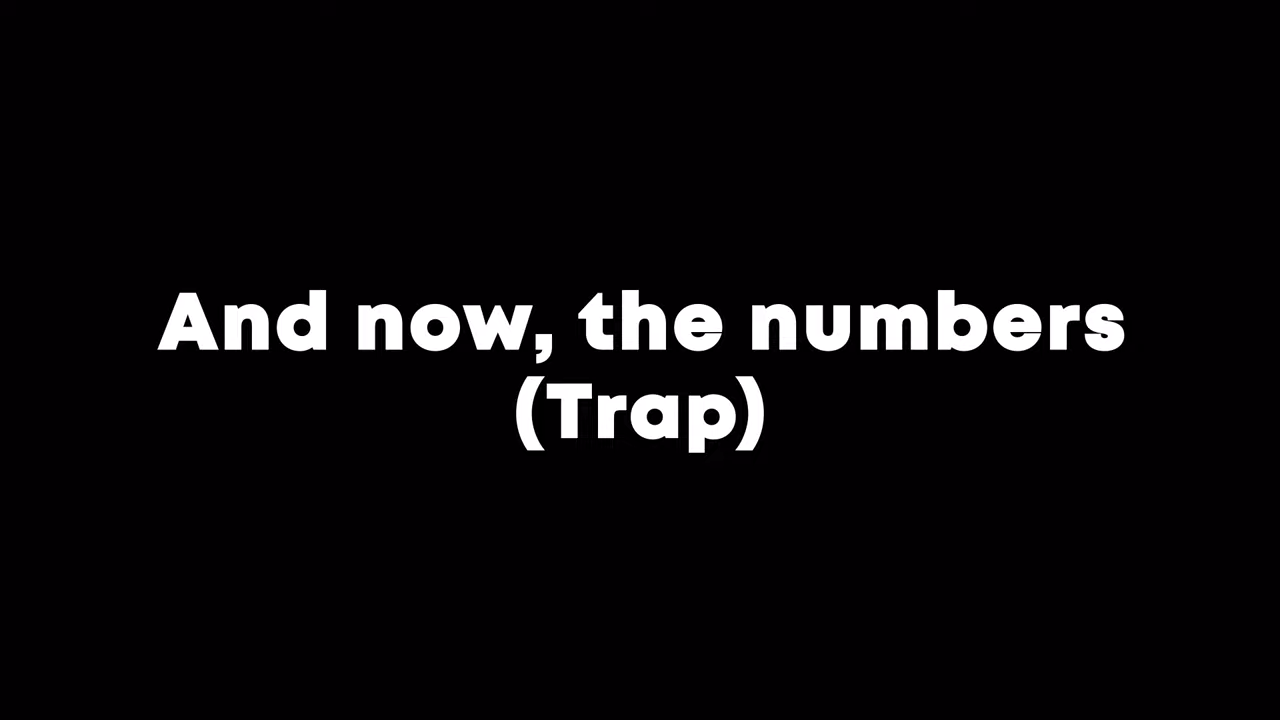 And now, the numbers
(Trap)